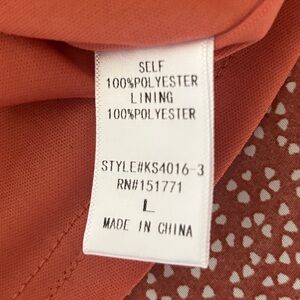 SELF
100%POLYESTER
LINING
100%POLYESTER
STYLE#KS4016-3
RN#151771
L
MADE IN CHINA